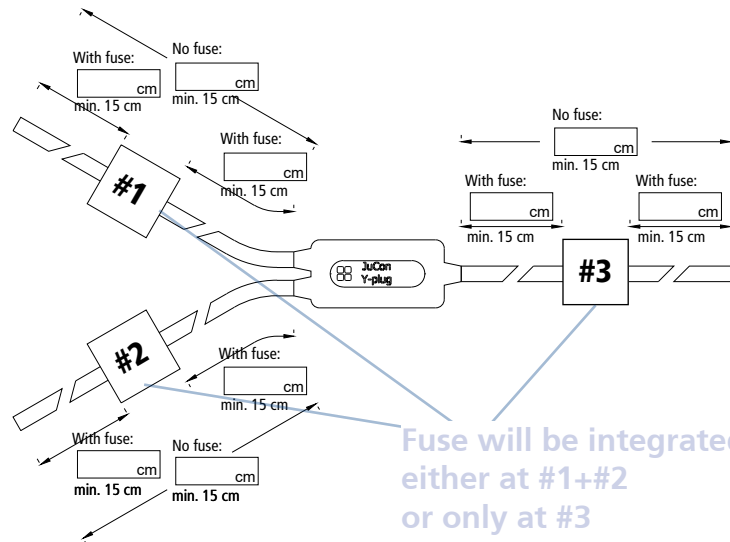 With fuse:
No fuse:
cm
cm
min. 15 cm
min. 15 cm
With fuse:
cm
min. 15 cm
#1
No fuse:
cm
min. 15 cm
With fuse:
With fuse:
cm
cm
min. 15 cm
min. 15 cm
JuCon
Y-plug
#3
#2
With fuse:
cm
min. 15 cm
With fuse:
No fuse:
cm
cm
min. 15 cm
min. 15 cm
Fuse will be integrated
either at #1+#2
or only at #3